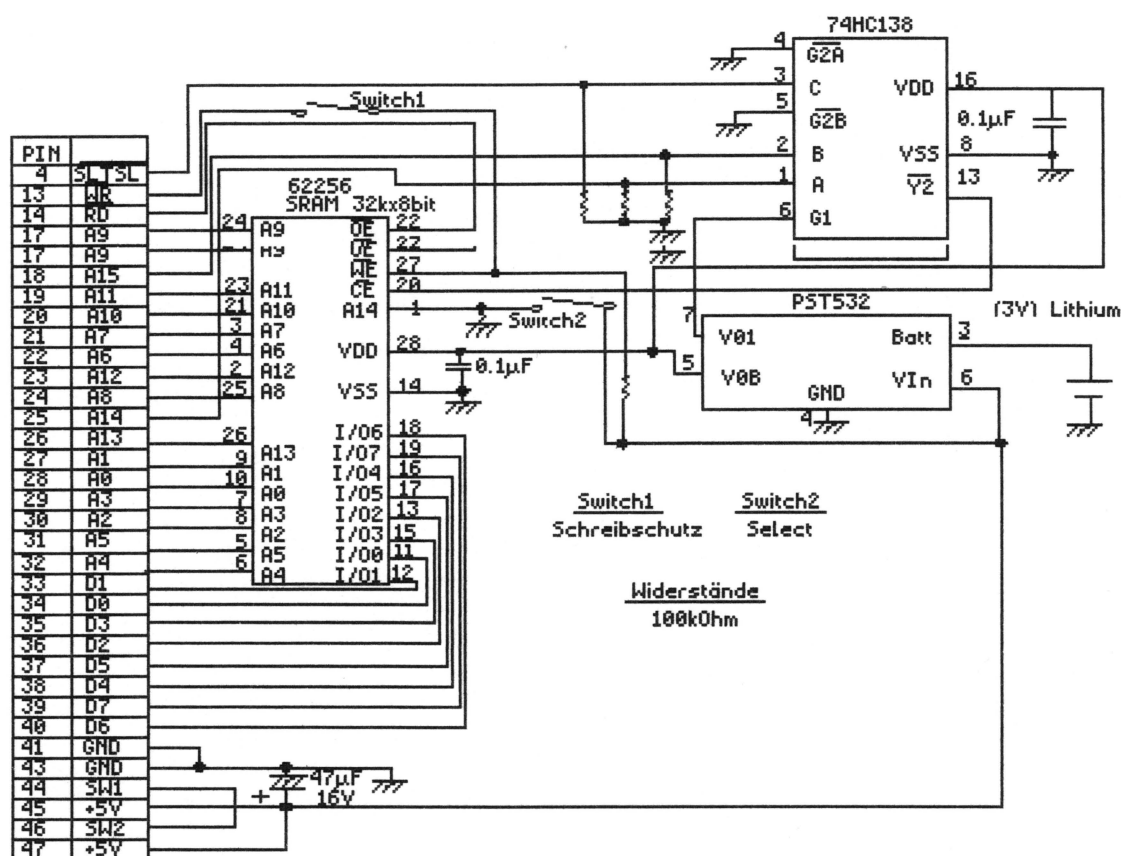 74HC138
4 G2A
3 C VDD 16
5 G2B 0.1µF
2 B VSS 8
1 A Y2 13
6 G1
Switch1
PIN
4 SLTSL
13 WR
14 RD
17 A9
17 A9
18 A15
19 A11
20 A10
21 A7
22 A6
23 A12
24 A8
25 A14
26 A13
27 A1
28 A0
29 A3
30 A2
31 A5
32 A4
33 D1
34 D0
35 D3
36 D2
37 D5
38 D4
39 D7
40 D6
41 GND
43 GND
44 SW1
45 +5V
46 SW2
47 +5V
62256
SRAM 32kx8bit
24 A9 OE 22
A9 OE 22
WE 27
23 A11 CE 20
21 A10 A14 1
3 A7
4 A6 VDD 28
2 A12
25 A8 VSS 14
I/O6 18
26 A13 I/O7 19
9 A1 I/O4 16
10 A0 I/O5 17
7 A3 I/O2 13
8 A2 I/O3 15
5 A5 I/O0 11
6 A4 I/O1 12
Switch2
0.1µF
PST532
(3V) Lithium
7 V01 Batt 3
5 V0B VIn 6
GND
4
Switch1 Switch2
Schreibschutz Select
Widerstände
100kOhm
47µF
+ 16V